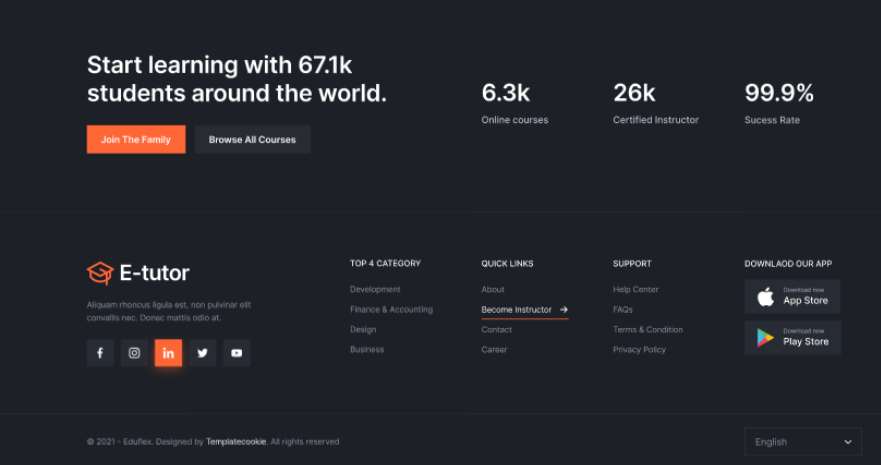 Start learning with 67.1k
students around the world.
Join The Family
Browse All Courses
6.3k
Online courses
26k
Certified Instructor
99.9%
Sucess Rate
E-tutor
Aliquam rhoncus ligula est, non pulvinar elit
convallis nec. Donec mattis odio at.
TOP 4 CATEGORY
Development
Finance & Accounting
Design
Business
QUICK LINKS
About
Become Instructor
Contact
Career
SUPPORT
Help Center
FAQs
Terms & Condition
Privacy Policy
DOWNLAOD OUR APP
Download now
App Store
Download now
Play Store
© 2021 - Eduflex. Designed by Templatecookie. All rights reserved
English